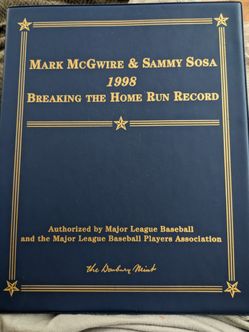 MARK MCGWIRE & SAMMY SOSA
1998
BREAKING THE HOME RUN RECORD
Authorized by Major League Baseball
and the Major League Baseball Players Association
the Danbury Mint